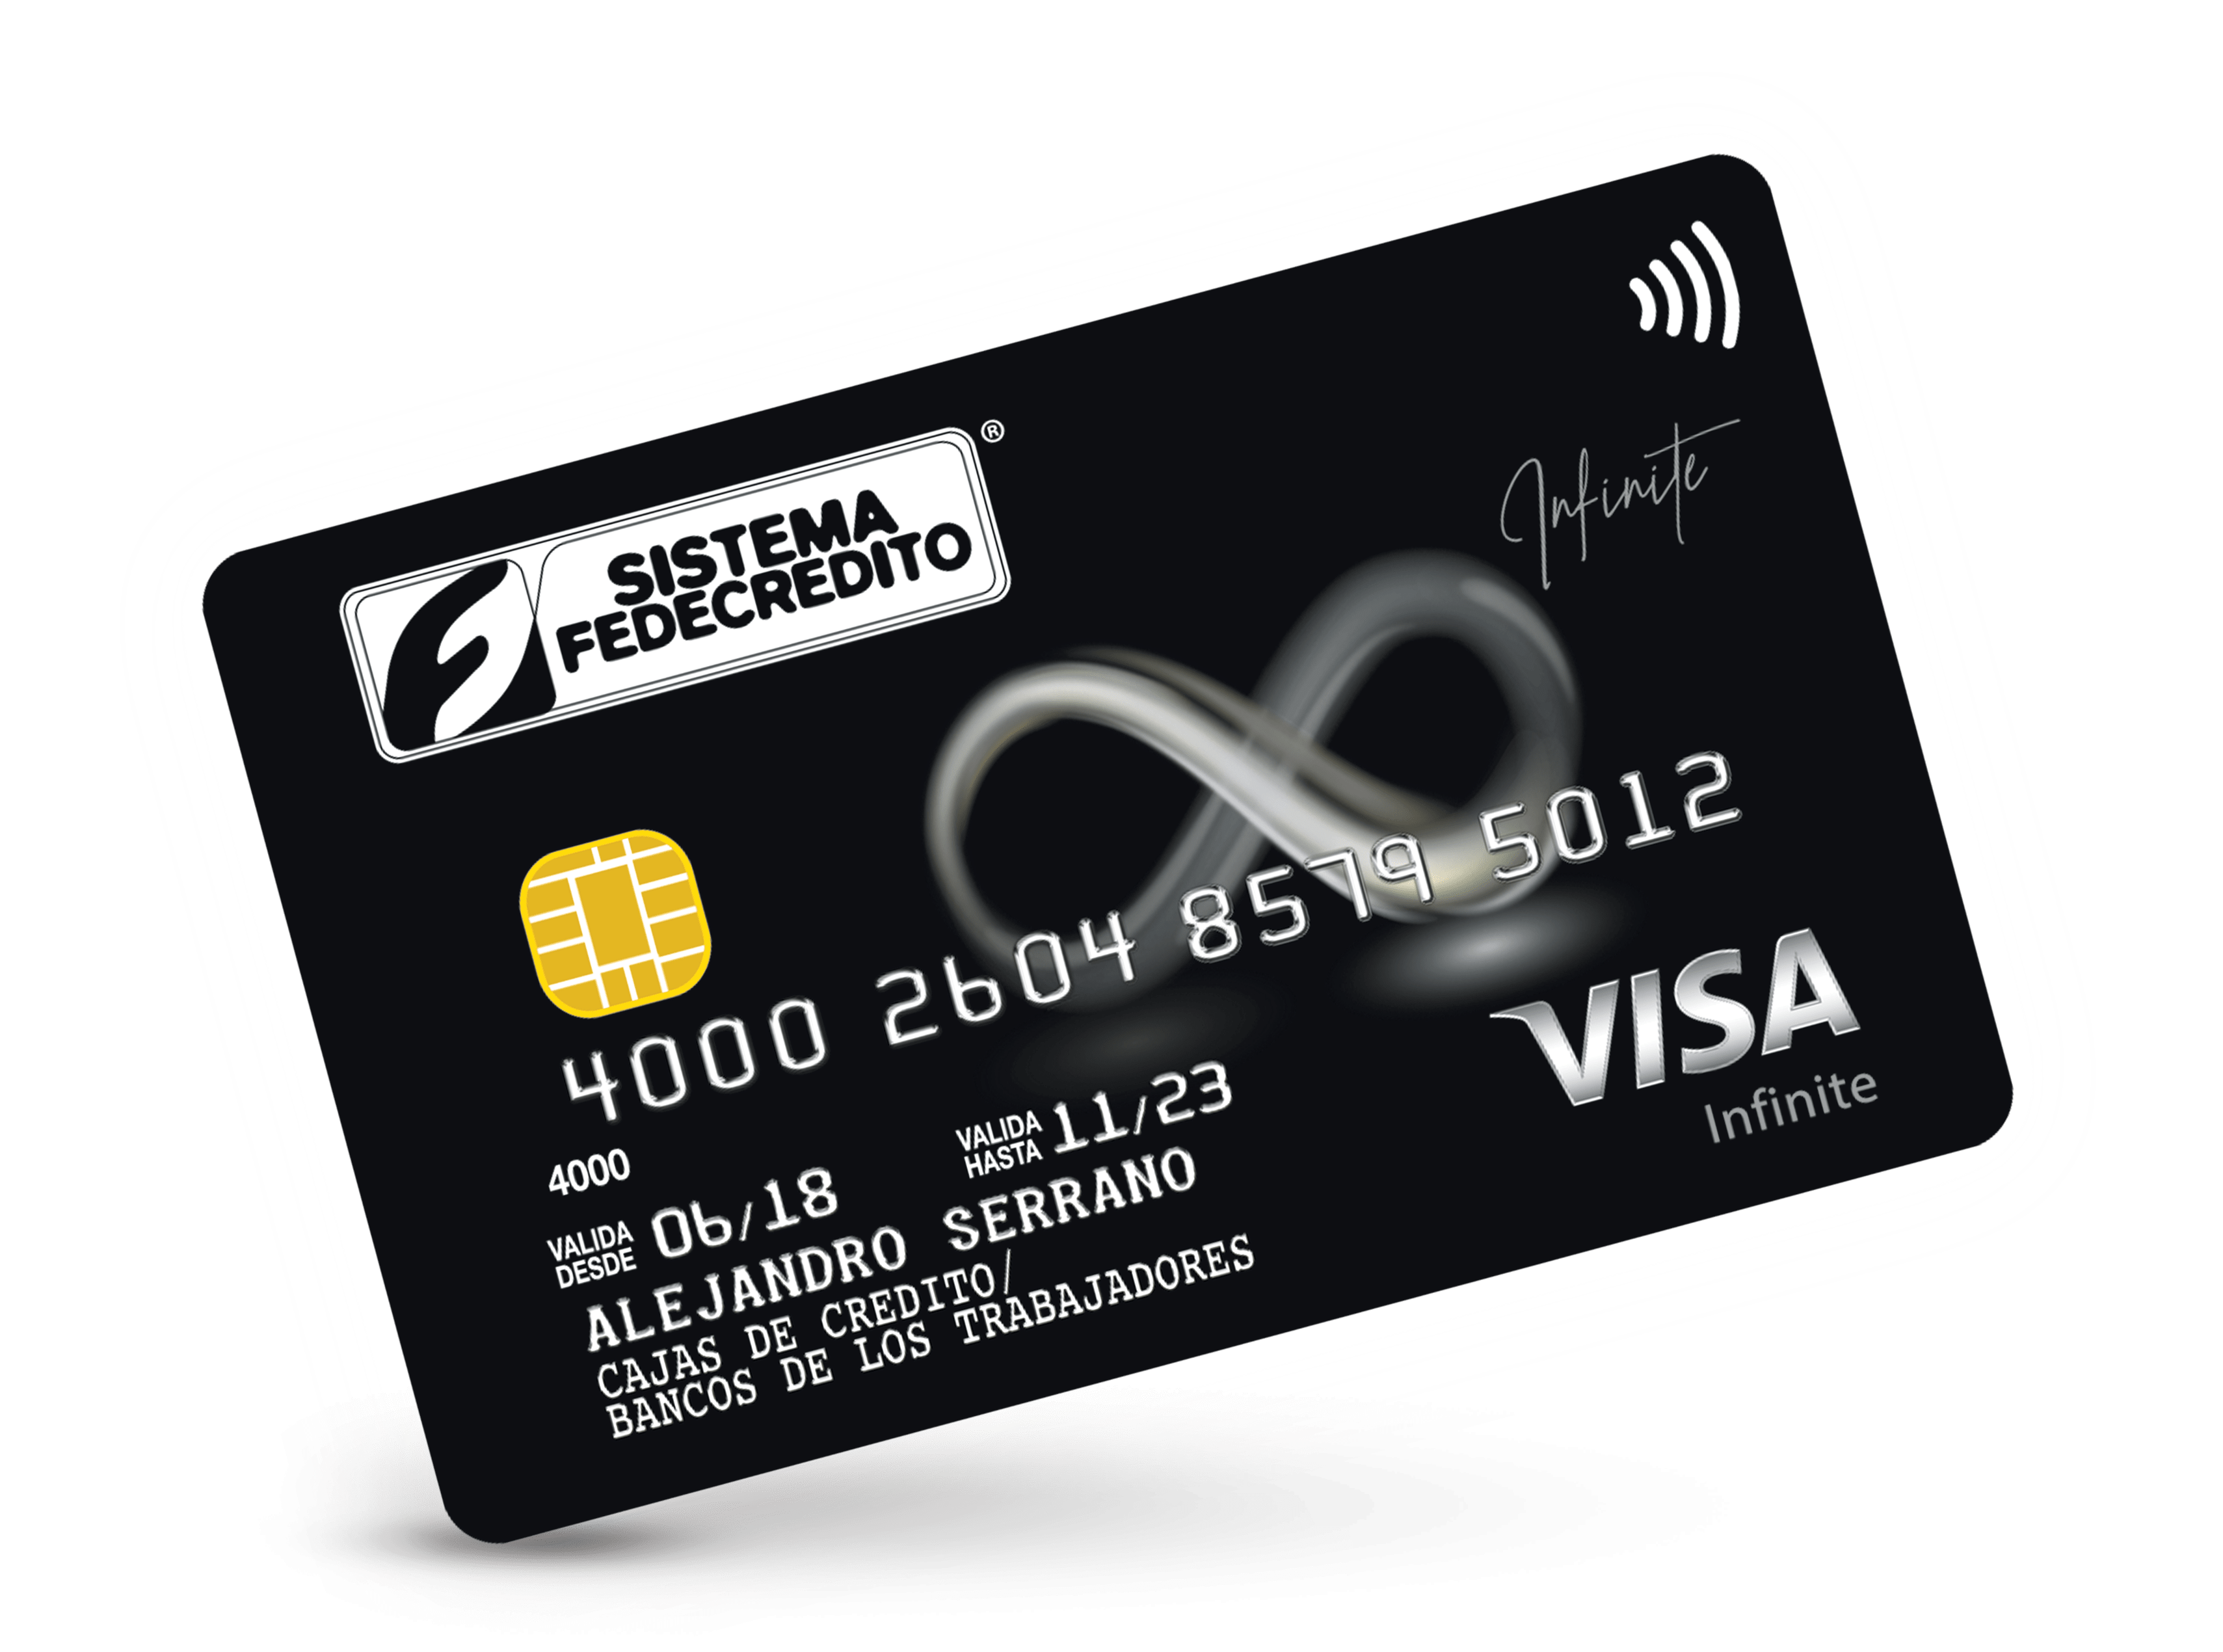 SISTEMA
FEDECREDITO
®
Infinite
4000 2604 8579 5012
4000
VALIDA
DESDE
06/18
VALIDA
HASTA
11/23
ALEJANDRO SERRANO
CAJAS DE CREDITO/
BANCOS DE LOS TRABAJADORES
VISA
Infinite